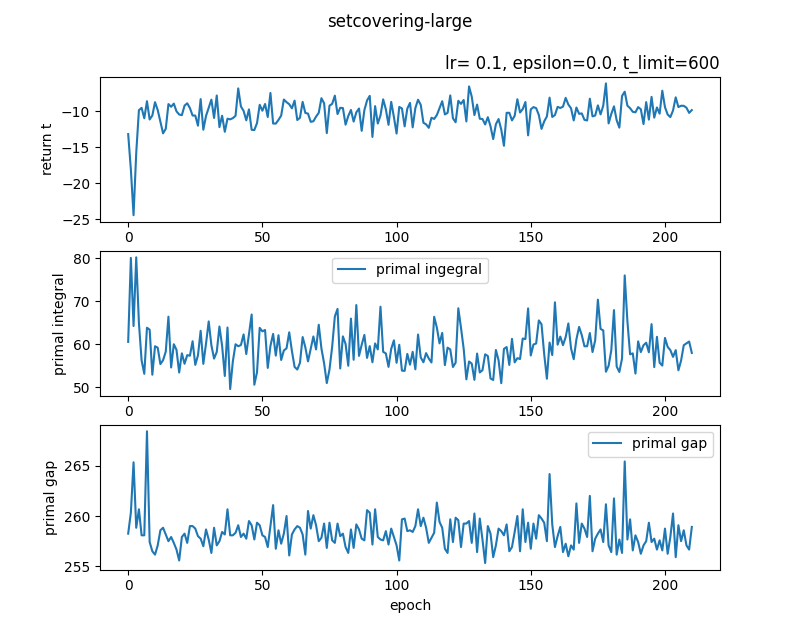 setcovering-large
lr= 0.1, epsilon=0.0, t_limit=600
return t
−10
−15
−20
−25
0 50 100 150 200
primal integral
80
70
60
50
primal ingegral
0 50 100 150 200
primal gap
265
260
255
primal gap
0 50 100 150 200
epoch